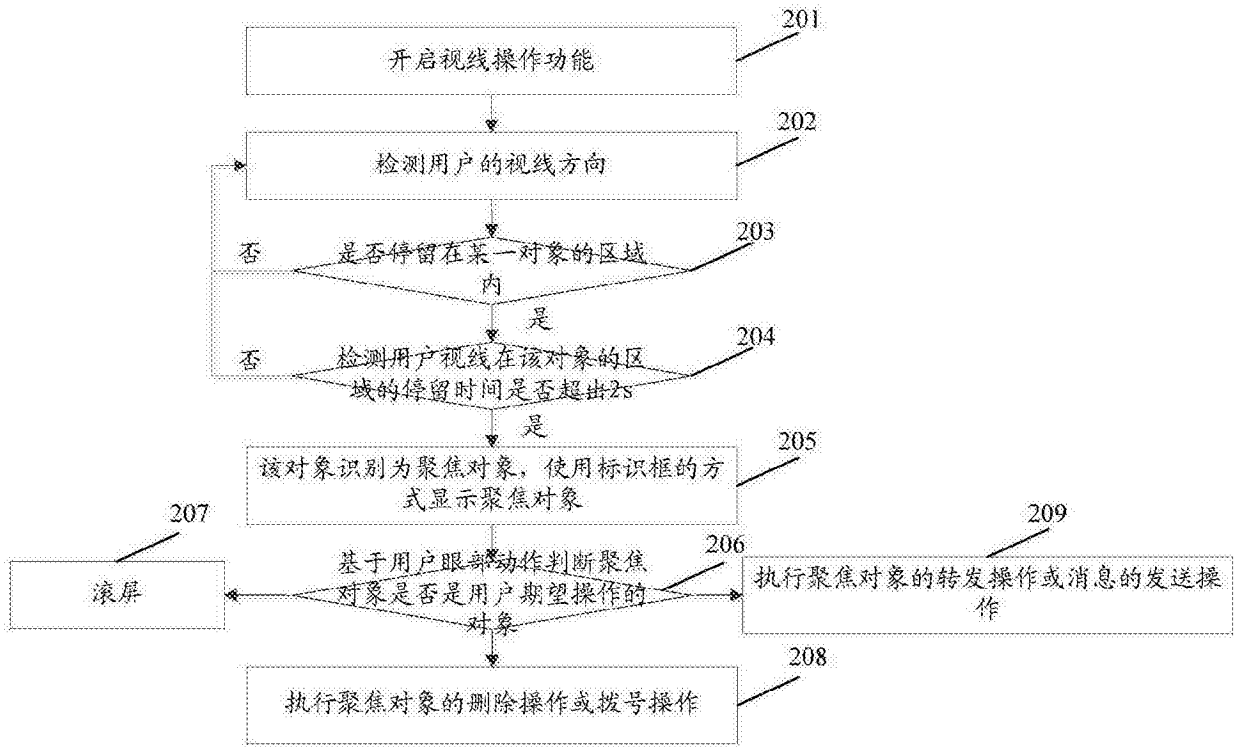 201
开启视线操作功能
202
检测用户的视线方向
203
否
是否停留在某一对象的区域
内
是
204
否
检测用户视线在该对象的区
域的停留时间是否超出2s
是
205
该对象识别为聚焦对象，使用标识框的方
式显示聚焦对象
206
基于用户眼部动作判断聚焦
对象是否是用户期望操作的
对象
207
滚屏
209
执行聚焦对象的转发操作或消息的发送操
作
208
执行聚焦对象的删除操作或拨号操作